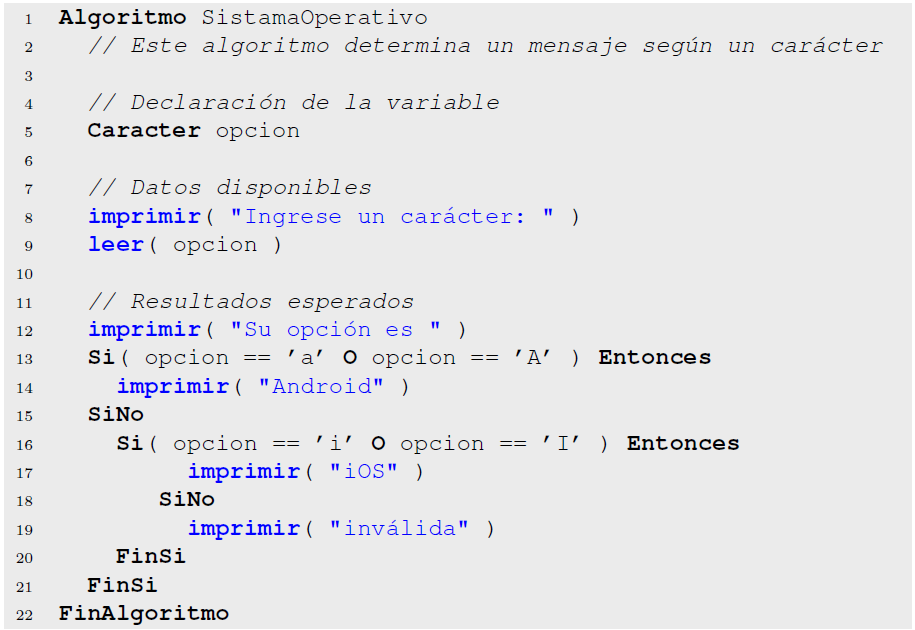 1 Algoritmo SistamaOperativo
2 // Este algoritmo determina un mensaje según un carácter
3
4 // Declaración de la variable
5 Caracter opcion
6
7 // Datos disponibles
8 imprimir( "Ingrese un carácter: " )
9 leer( opcion )
10
11 // Resultados esperados
12 imprimir( "Su opción es " )
13 Si( opcion == 'a' O opcion == 'A' ) Entonces
14 imprimir( "Android" )
15 SiNo
16 Si( opcion == 'i' O opcion == 'I' ) Entonces
17 imprimir( "iOS" )
18 SiNo
19 imprimir( "inválida" )
20 FinSi
21 FinSi
22 FinAlgoritmo